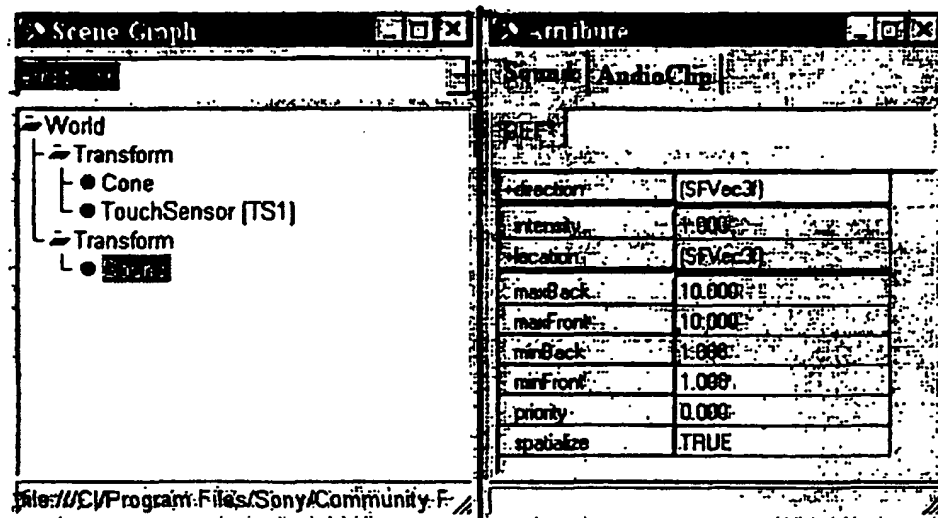 Scene Graph
World
Transform
Cone
TouchSensor (TS1)
Transform
Sound
file:///C|/Program Files/Sony/Community P
Attribute
Sound AudioClip
DEF
+direction (SFVec3f)
intensity 1.000
+location (SFVec3f)
maxBack 10.000
maxFront 10.000
minBack 1.000
minFront 1.000
priority 0.000
spatialize TRUE